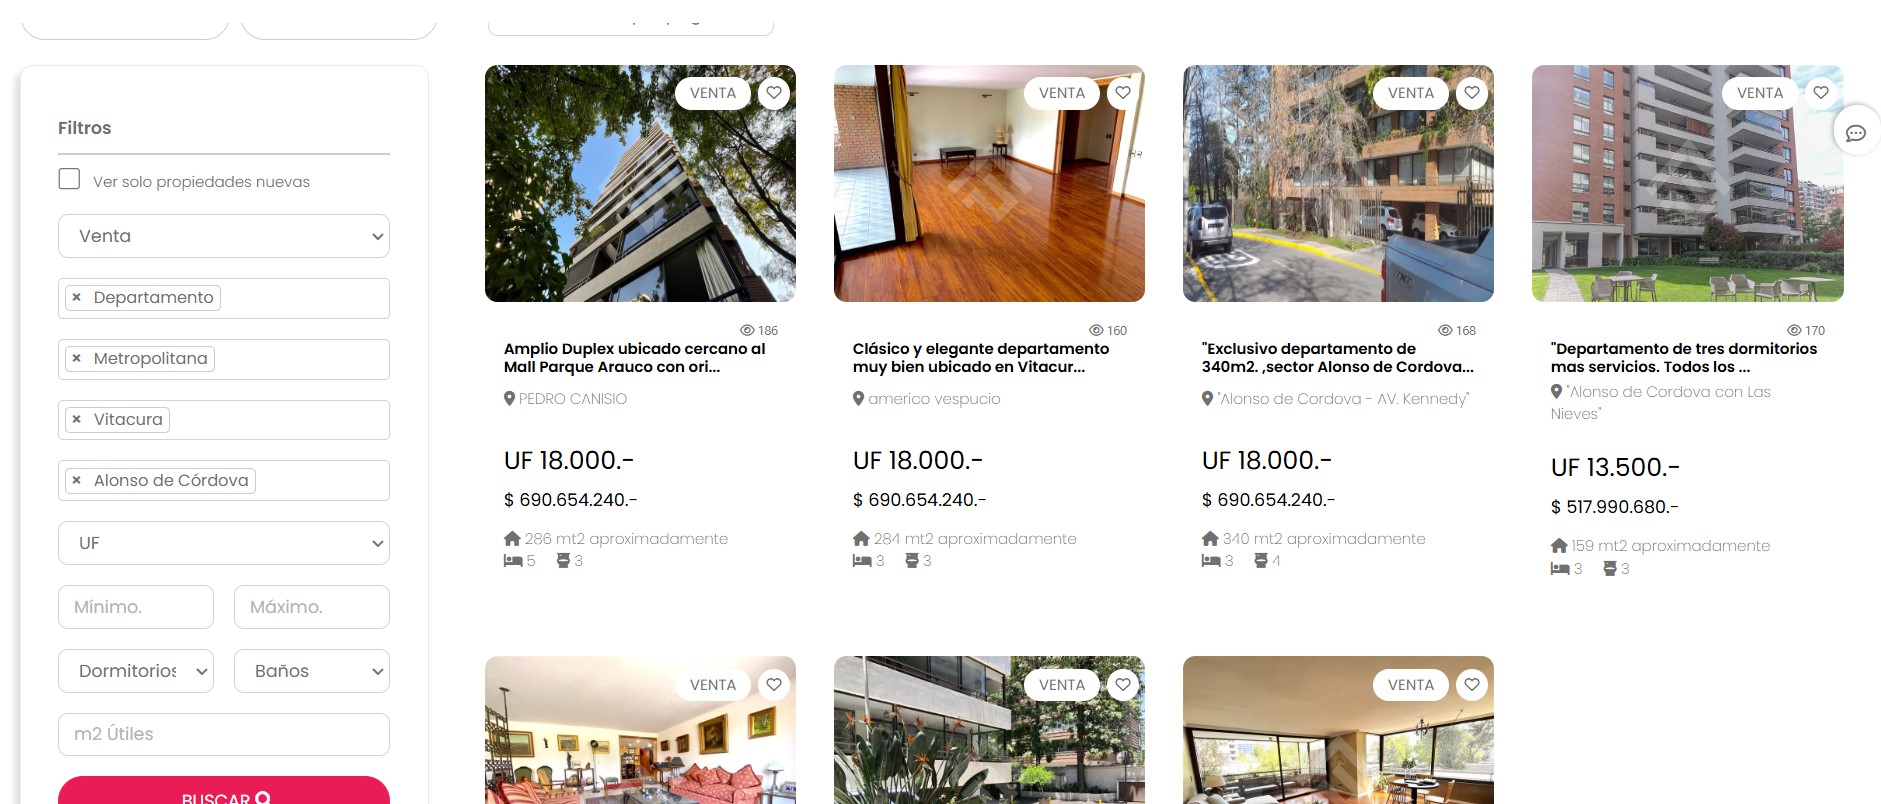 Filtros
Ver solo propiedades nuevas
Venta
× Departamento
× Metropolitana
× Vitacura
× Alonso de Córdova
UF
Mínimo. Máximo.
Dormitorios Baños
m2 Útiles
BUSCAR
VENTA
186
Amplio Duplex ubicado cercano al
Mall Parque Arauco con ori...
PEDRO CANISIO
UF 18.000.-
$ 690.654.240.-
286 mt2 aproximadamente
5 3
VENTA
160
Clásico y elegante departamento
muy bien ubicado en Vitacur...
americo vespucio
UF 18.000.-
$ 690.654.240.-
284 mt2 aproximadamente
3 3
VENTA
168
"Exclusivo departamento de
340m2. ,sector Alonso de Cordova...
"Alonso de Cordova - AV. Kennedy"
UF 18.000.-
$ 690.654.240.-
340 mt2 aproximadamente
3 4
VENTA
170
"Departamento de tres dormitorios
mas servicios. Todos los ...
"Alonso de Cordova con Las
Nieves"
UF 13.500.-
$ 517.990.680.-
159 mt2 aproximadamente
3 3
VENTA
VENTA
VENTA